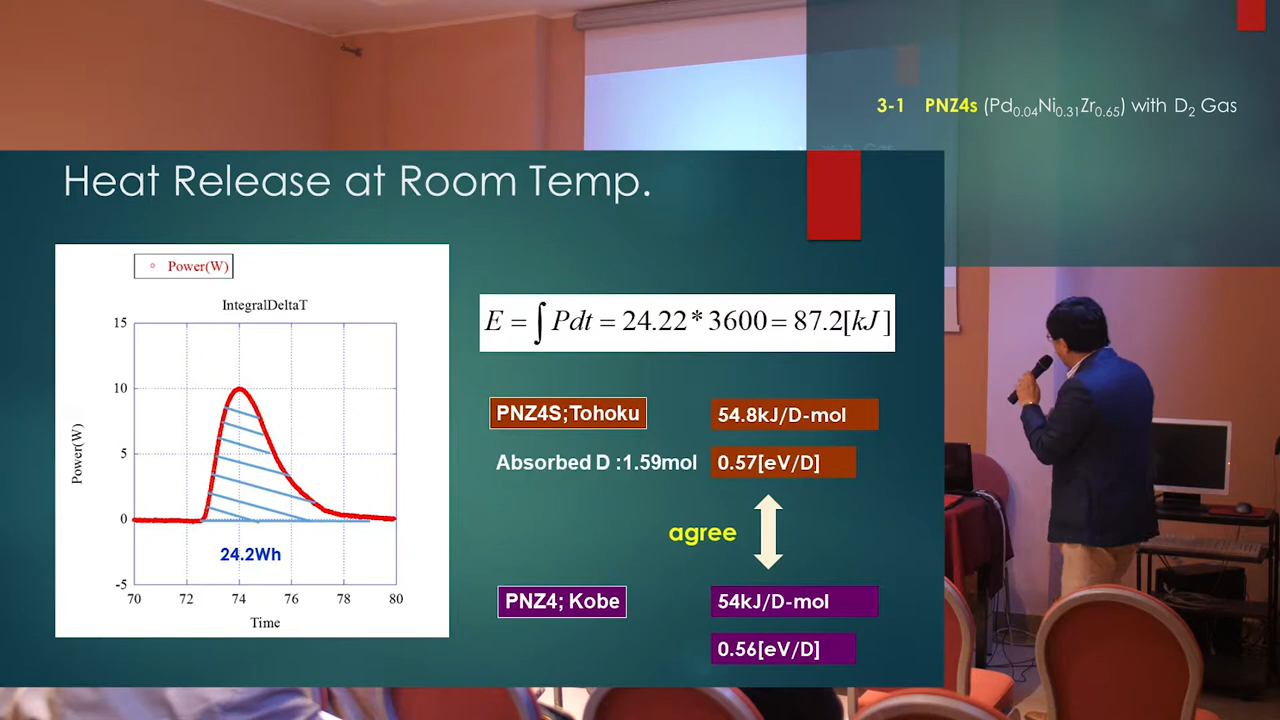 3-1 PNZ4s (Pd0.04Ni0.31Zr0.65) with D2 Gas
Heat Release at Room Temp.
Power(W)
IntegralDeltaT
15
10
5
0
-5
Power(W)
24.2Wh
70 72 74 76 78 80
Time
E = ∫ Pdt = 24.22 * 3600 = 87.2[kJ]
PNZ4S;Tohoku 54.8kJ/D-mol
Absorbed D :1.59mol 0.57[eV/D]
agree
PNZ4; Kobe 54kJ/D-mol
0.56[eV/D]